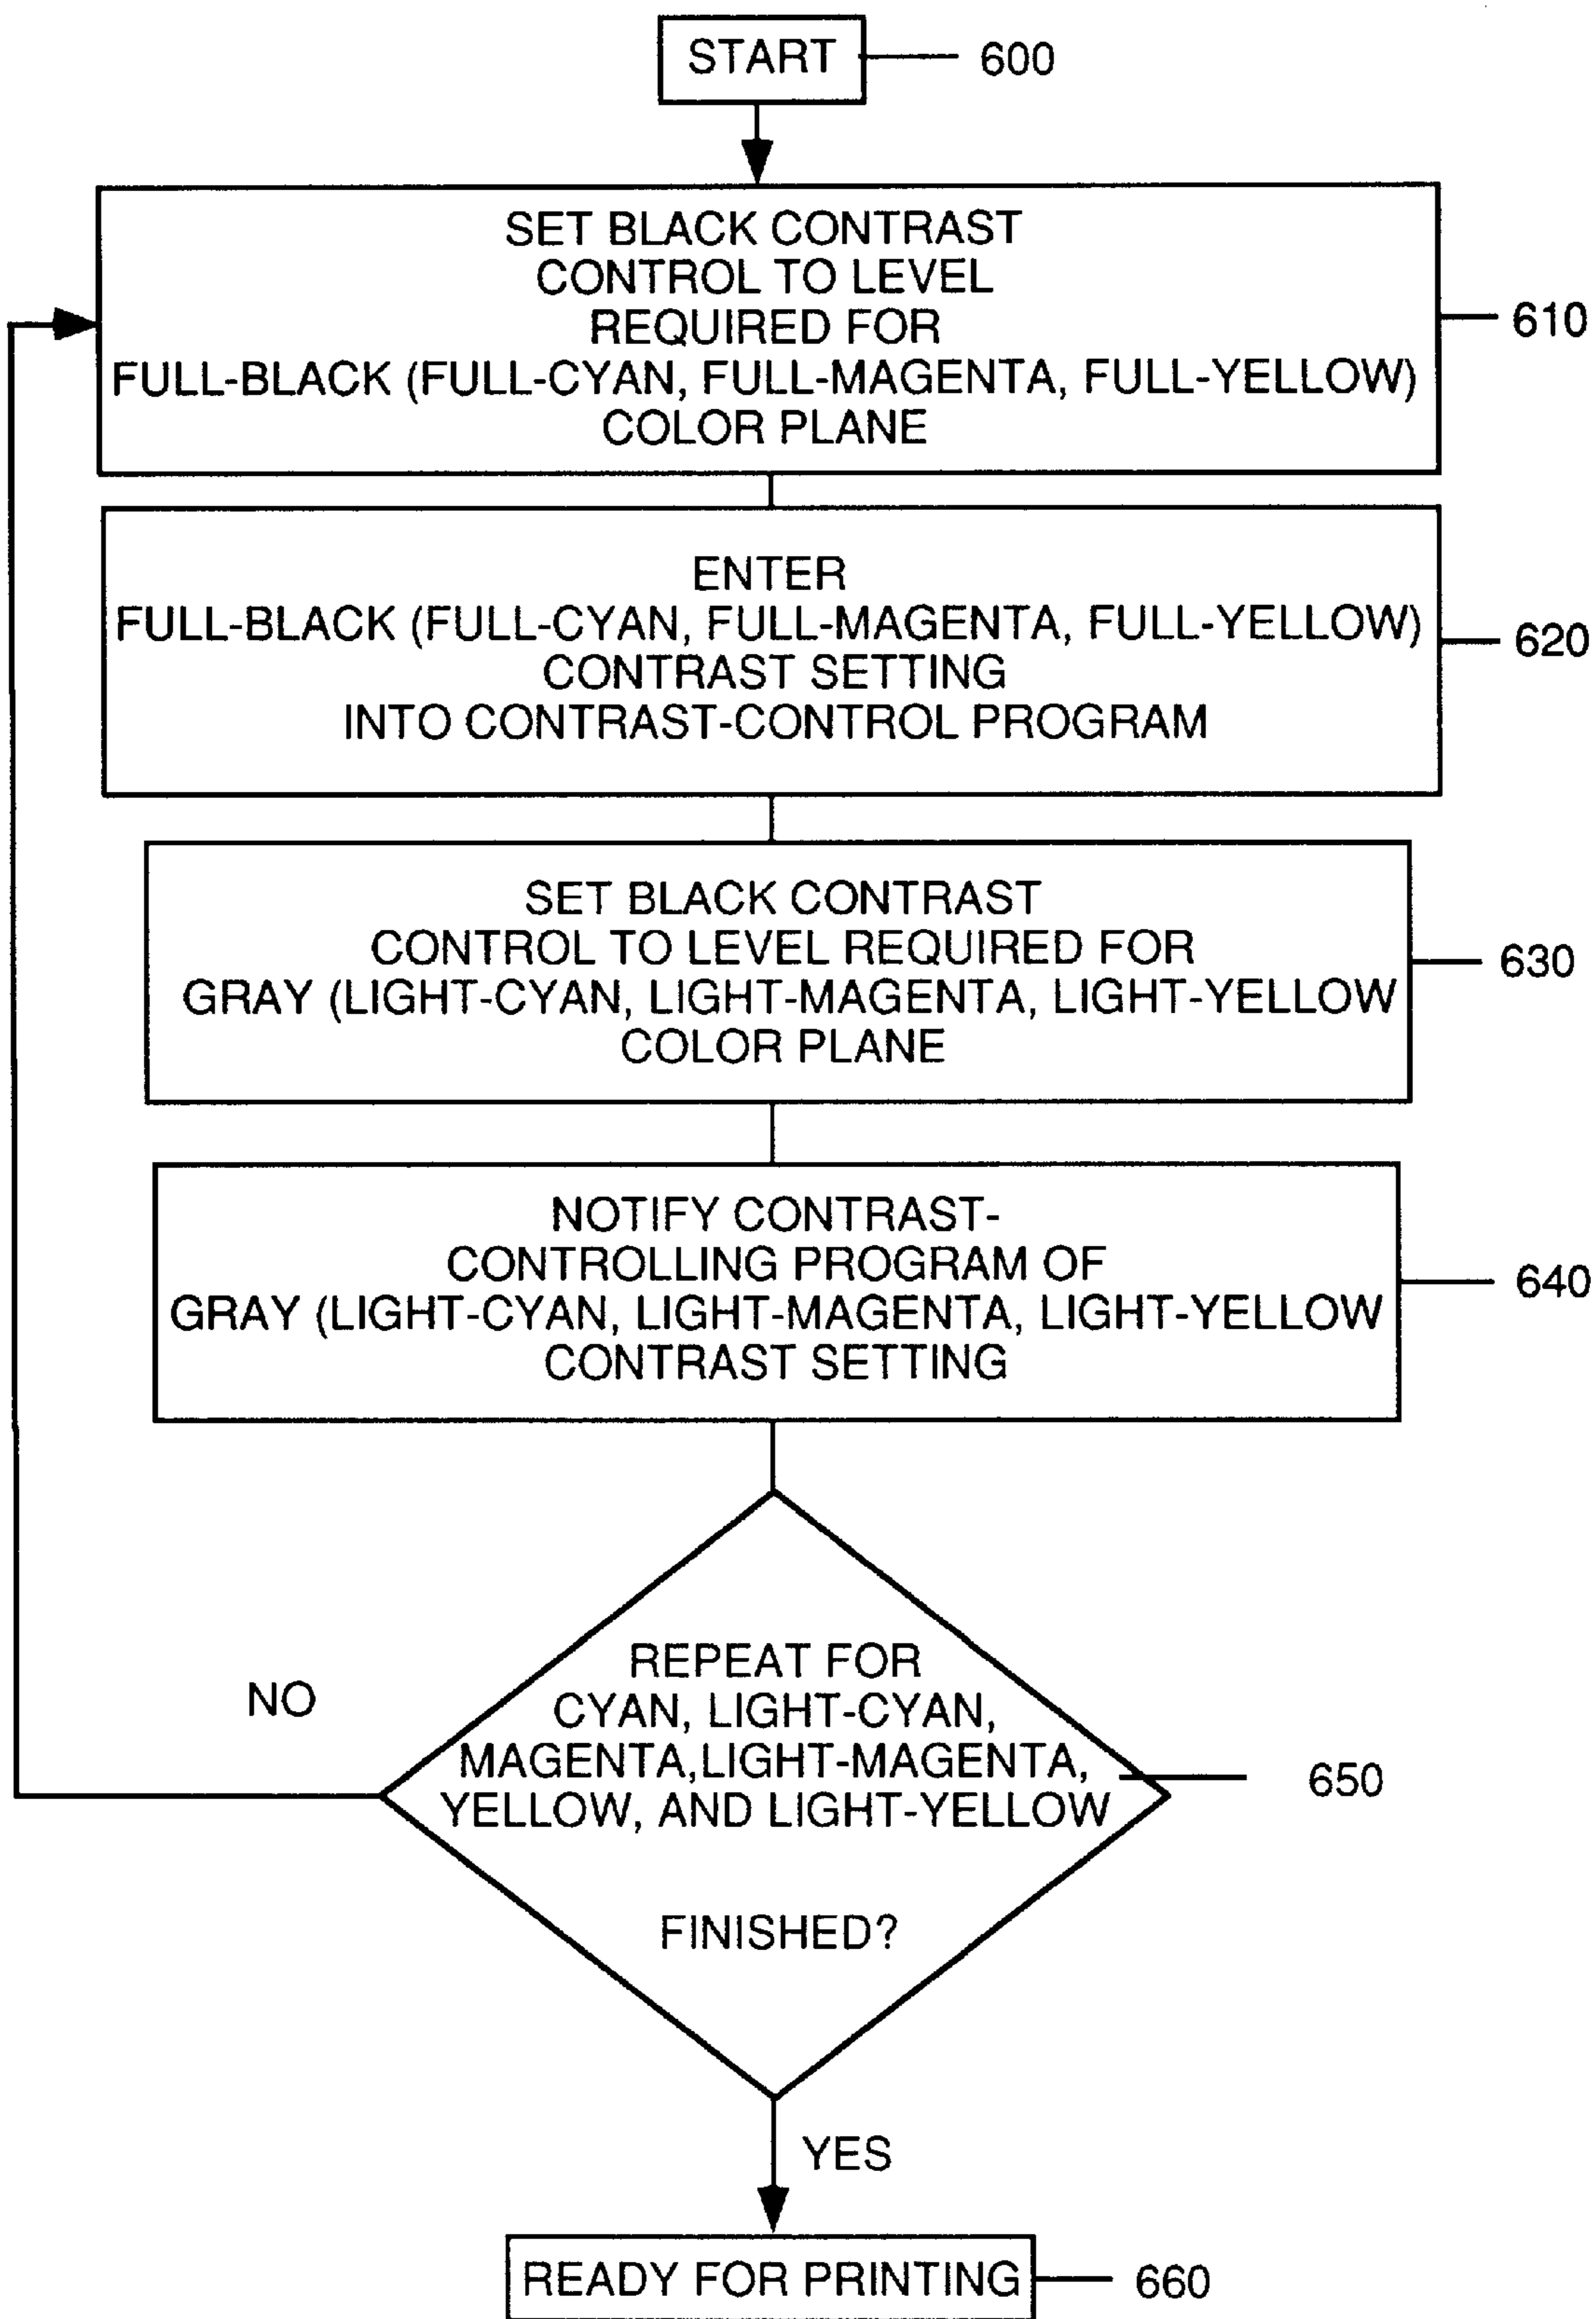 START
600
SET BLACK CONTRAST
CONTROL TO LEVEL
REQUIRED FOR
FULL-BLACK (FULL-CYAN, FULL-MAGENTA, FULL-YELLOW)
COLOR PLANE
610
ENTER
FULL-BLACK (FULL-CYAN, FULL-MAGENTA, FULL-YELLOW)
CONTRAST SETTING
INTO CONTRAST-CONTROL PROGRAM
620
SET BLACK CONTRAST
CONTROL TO LEVEL REQUIRED FOR
GRAY (LIGHT-CYAN, LIGHT-MAGENTA, LIGHT-YELLOW
COLOR PLANE
630
NOTIFY CONTRAST-
CONTROLLING PROGRAM OF
GRAY (LIGHT-CYAN, LIGHT-MAGENTA, LIGHT-YELLOW
CONTRAST SETTING
640
REPEAT FOR
CYAN, LIGHT-CYAN,
MAGENTA,LIGHT-MAGENTA,
YELLOW, AND LIGHT-YELLOW
FINISHED?
650
NO
YES
READY FOR PRINTING
660